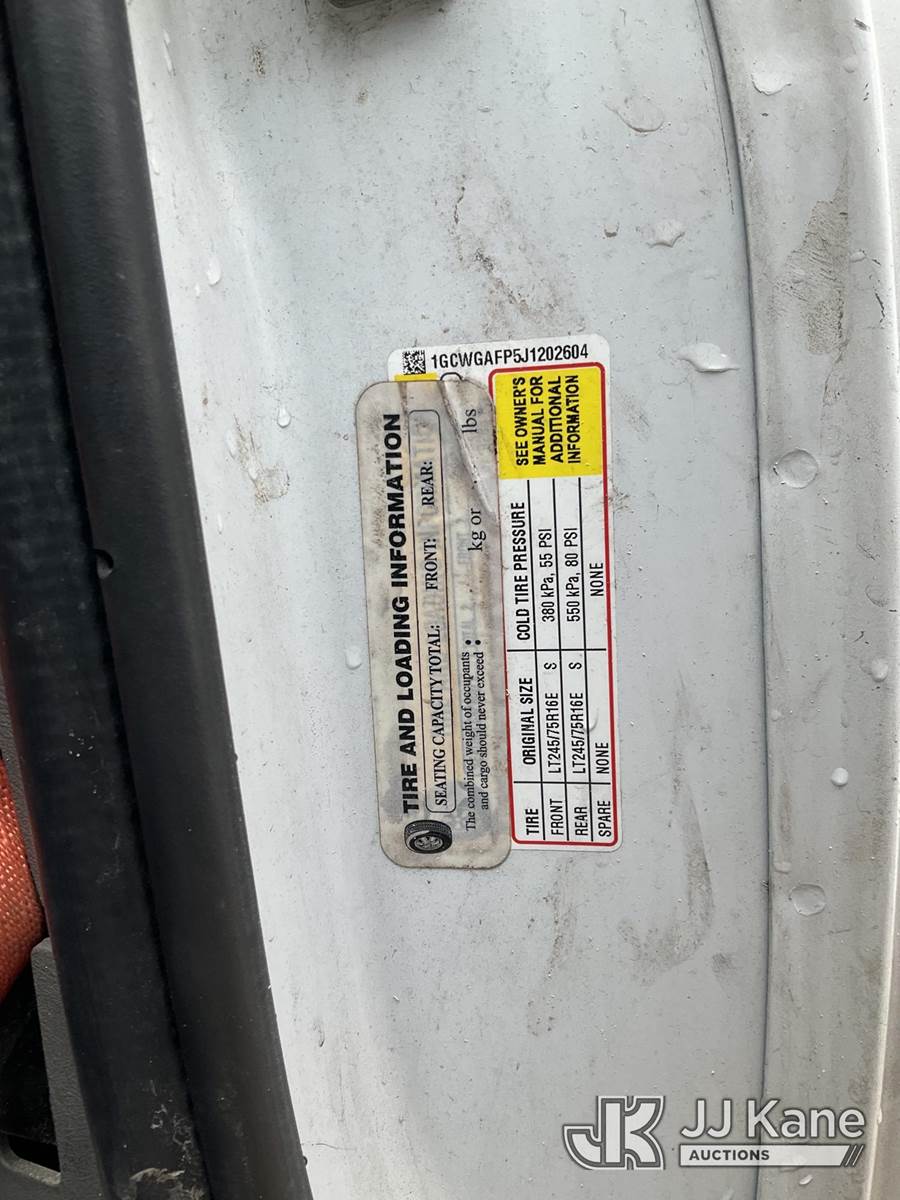 1GCWGAFP5J1202604
TIRE AND LOADING INFORMATION
SEATING CAPACITY TOTAL: FRONT: REAR:
The combined weight of occupants
and cargo should never exceed : kg or lbs
TIRE ORIGINAL SIZE COLD TIRE PRESSURE
FRONT LT245/75R16E S 380 kPa, 55 PSI
REAR LT245/75R16E S 550 kPa, 80 PSI
SPARE NONE NONE
SEE OWNER'S
MANUAL FOR
ADDITIONAL
INFORMATION
JK JJ Kane
AUCTIONS